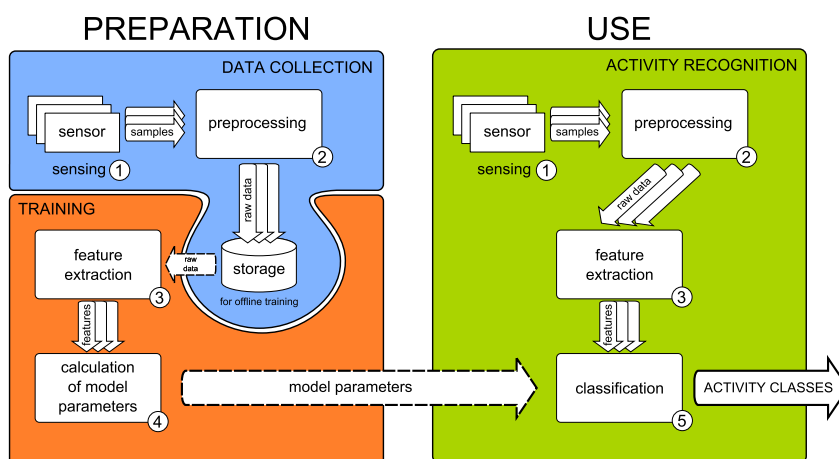 PREPARATION
DATA COLLECTION
sensor
samples
preprocessing
sensing 1
2
raw data
storage
for offline training
TRAINING
raw
data
feature
extraction
3
features
calculation
of model
parameters
4
model parameters
USE
ACTIVITY RECOGNITION
sensor
samples
preprocessing
sensing 1
2
raw data
feature
extraction
3
features
classification
5
ACTIVITY CLASSES